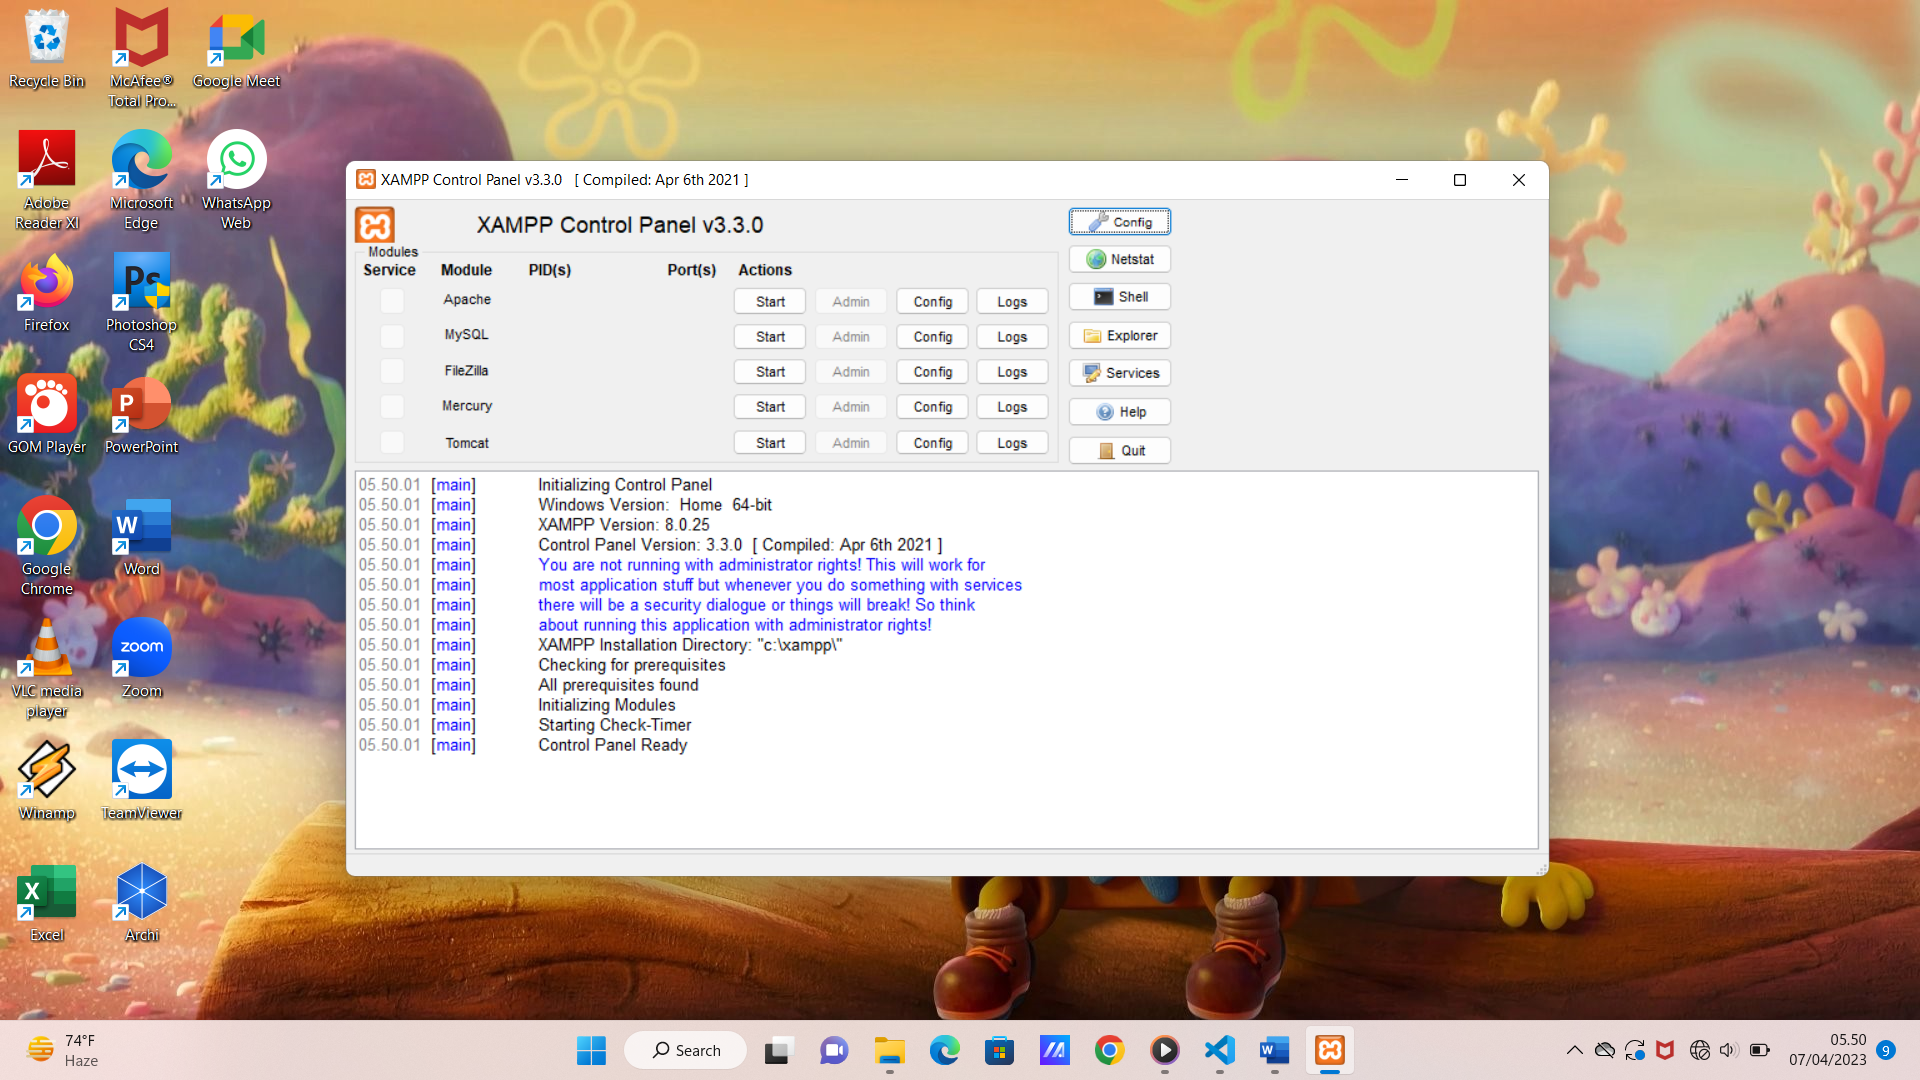 Recycle Bin
McAfee®
Total Pro...
Google Meet
Adobe
Reader XI
Microsoft
Edge
WhatsApp
Web
Firefox
Ps
Photoshop
CS4
GOM Player
P
PowerPoint
Google
Chrome
W
Word
VLC media
player
zoom
Zoom
Winamp
TeamViewer
X
Excel
Archi
XAMPP Control Panel v3.3.0 [ Compiled: Apr 6th 2021 ]
XAMPP Control Panel v3.3.0
Modules
Service Module PID(s) Port(s) Actions
Apache Start Admin Config Logs
MySQL Start Admin Config Logs
FileZilla Start Admin Config Logs
Mercury Start Admin Config Logs
Tomcat Start Admin Config Logs
Config
Netstat
Shell
Explorer
Services
Help
Quit
05.50.01 [main] Initializing Control Panel
05.50.01 [main] Windows Version: Home 64-bit
05.50.01 [main] XAMPP Version: 8.0.25
05.50.01 [main] Control Panel Version: 3.3.0 [ Compiled: Apr 6th 2021 ]
05.50.01 [main] You are not running with administrator rights! This will work for
05.50.01 [main] most application stuff but whenever you do something with services
05.50.01 [main] there will be a security dialogue or things will break! So think
05.50.01 [main] about running this application with administrator rights!
05.50.01 [main] XAMPP Installation Directory: "c:\xampp\"
05.50.01 [main] Checking for prerequisites
05.50.01 [main] All prerequisites found
05.50.01 [main] Initializing Modules
05.50.01 [main] Starting Check-Timer
05.50.01 [main] Control Panel Ready
74°F
Haze
Search
W
05.50
07/04/2023
9